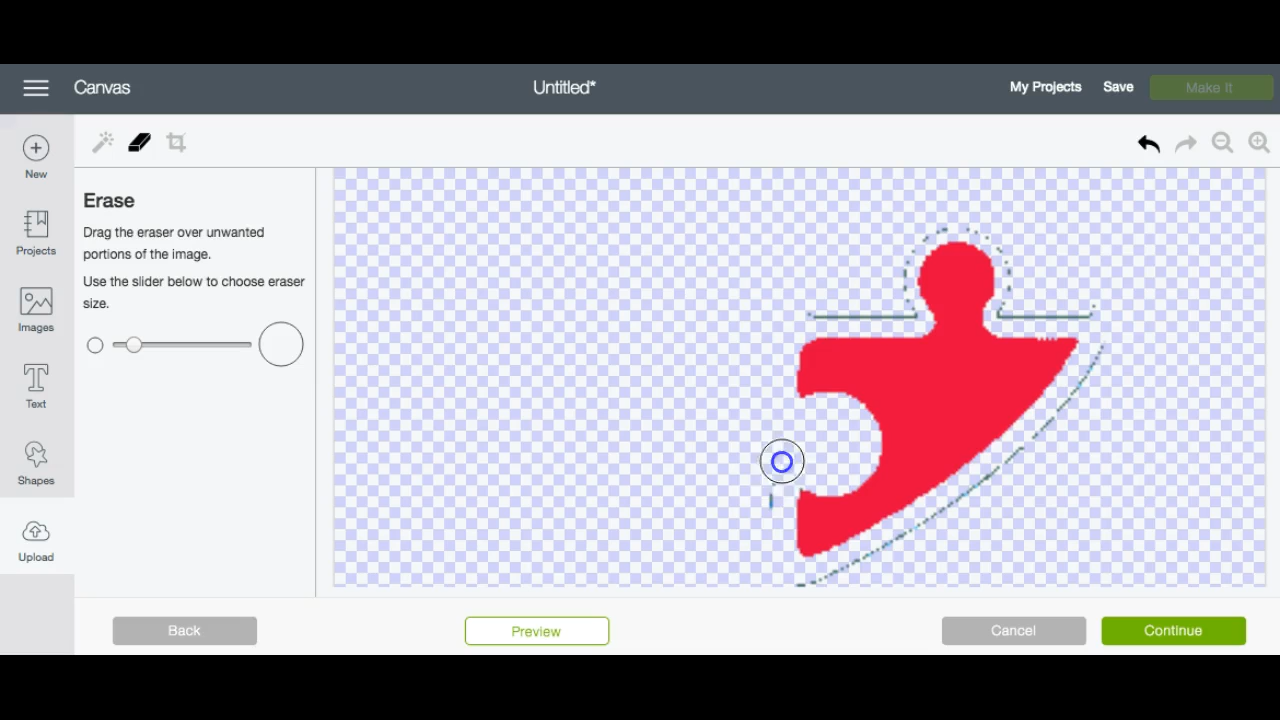 Canvas
Untitled*
My Projects
Save
Make It
New
Projects
Images
Text
Shapes
Upload
Erase
Drag the eraser over unwanted
portions of the image.
Use the slider below to choose eraser
size.
Back
Preview
Cancel
Continue